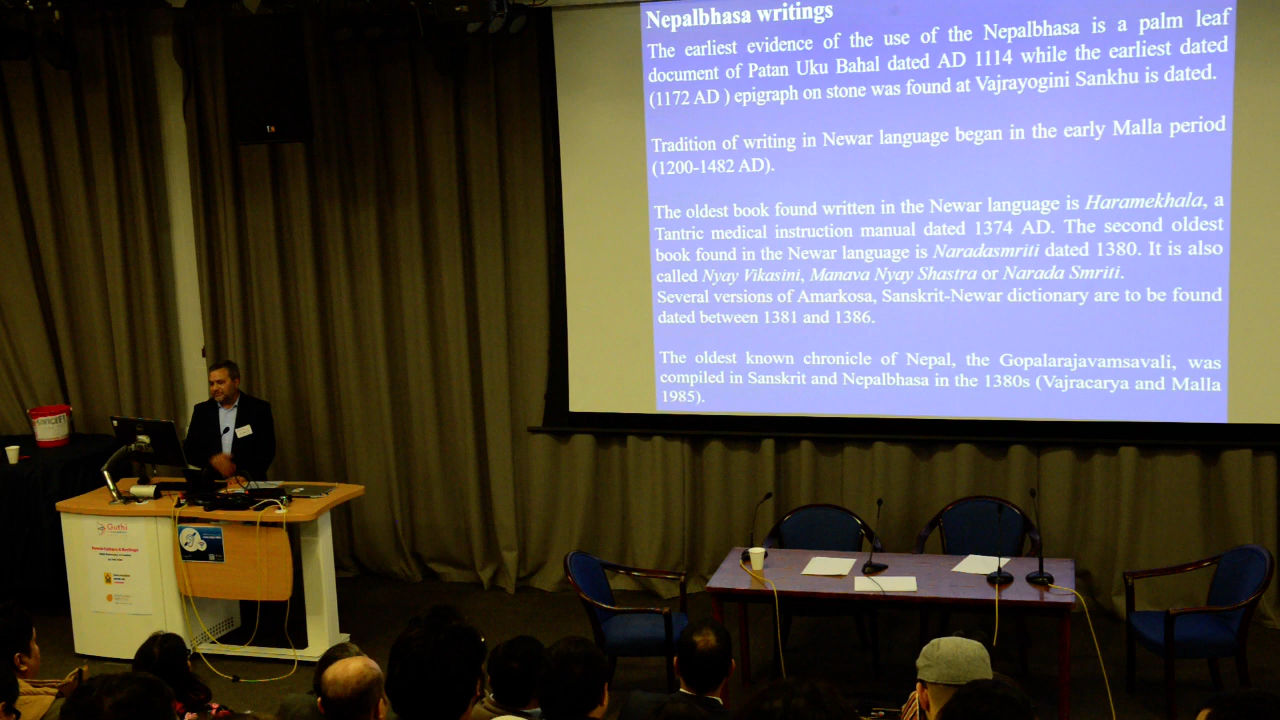 Nepalbhasa writings
The earliest evidence of the use of the Nepalbhasa is a palm leaf
document of Patan Uku Bahal dated AD 1114 while the earliest dated
(1172 AD ) epigraph on stone was found at Vajrayogini Sankhu is dated.
Tradition of writing in Newar language began in the early Malla period
(1200-1482 AD).
The oldest book found written in the Newar language is Haramekhala, a
Tantric medical instruction manual dated 1374 AD. The second oldest
book found in the Newar language is Naradasmriti dated 1380. It is also
called Nyay Vikasini, Manava Nyay Shastra or Narada Smriti.
Several versions of Amarkosa, Sanskrit-Newar dictionary are to be found
dated between 1381 and 1386.
The oldest known chronicle of Nepal, the Gopalarajavamsavali, was
compiled in Sanskrit and Nepalbhasa in the 1380s (Vajracarya and Malla
1985).
Guthi